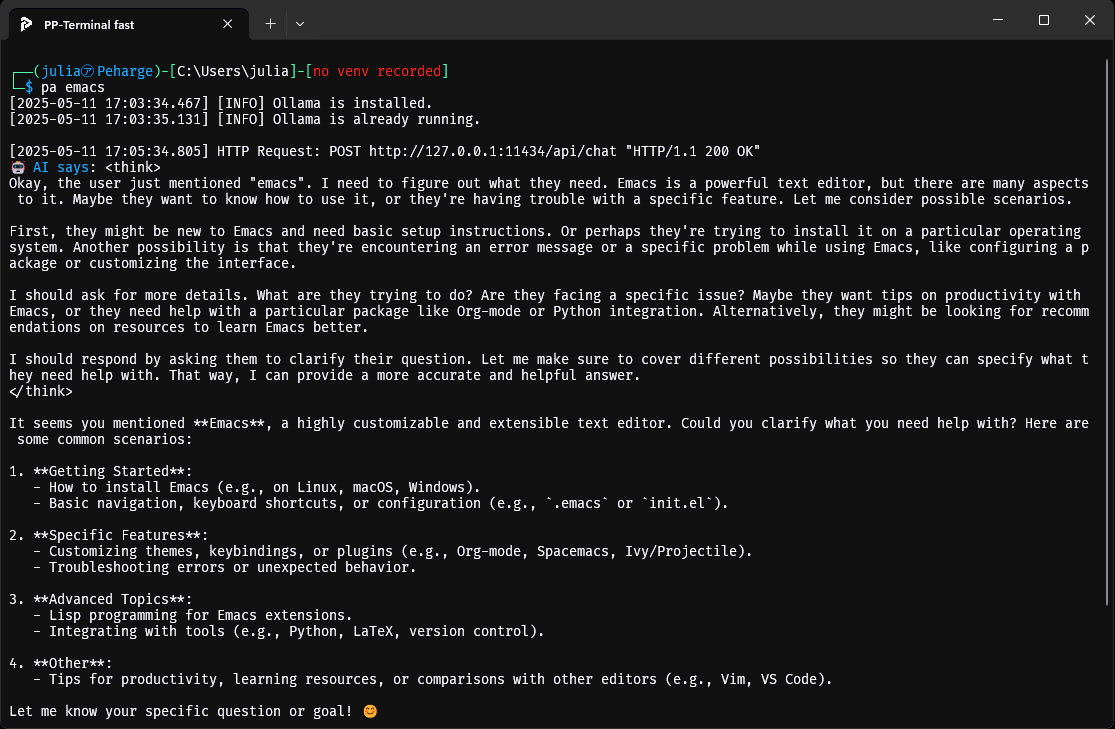 PP-Terminal fast
┌──(julia㋐Peharge)-[C:\Users\julia]-[no venv recorded]
└─$ pa emacs
[2025-05-11 17:03:34.467] [INFO] Ollama is installed.
[2025-05-11 17:03:35.131] [INFO] Ollama is already running.
[2025-05-11 17:05:34.805] HTTP Request: POST http://127.0.0.1:11434/api/chat "HTTP/1.1 200 OK"
🤖 AI says: <think>
Okay, the user just mentioned "emacs". I need to figure out what they need. Emacs is a powerful text editor, but there are many aspects
to it. Maybe they want to know how to use it, or they're having trouble with a specific feature. Let me consider possible scenarios.
First, they might be new to Emacs and need basic setup instructions. Or perhaps they're trying to install it on a particular operating
system. Another possibility is that they're encountering an error message or a specific problem while using Emacs, like configuring a p
ackage or customizing the interface.
I should ask for more details. What are they trying to do? Are they facing a specific issue? Maybe they want tips on productivity with
Emacs, or they need help with a particular package like Org-mode or Python integration. Alternatively, they might be looking for recomm
endations on resources to learn Emacs better.
I should respond by asking them to clarify their question. Let me make sure to cover different possibilities so they can specify what t
hey need help with. That way, I can provide a more accurate and helpful answer.
</think>
It seems you mentioned **Emacs**, a highly customizable and extensible text editor. Could you clarify what you need help with? Here are
some common scenarios:
1. **Getting Started**:
- How to install Emacs (e.g., on Linux, macOS, Windows).
- Basic navigation, keyboard shortcuts, or configuration (e.g., `.emacs` or `init.el`).
2. **Specific Features**:
- Customizing themes, keybindings, or plugins (e.g., Org-mode, Spacemacs, Ivy/Projectile).
- Troubleshooting errors or unexpected behavior.
3. **Advanced Topics**:
- Lisp programming for Emacs extensions.
- Integrating with tools (e.g., Python, LaTeX, version control).
4. **Other**:
- Tips for productivity, learning resources, or comparisons with other editors (e.g., Vim, VS Code).
Let me know your specific question or goal! 😊